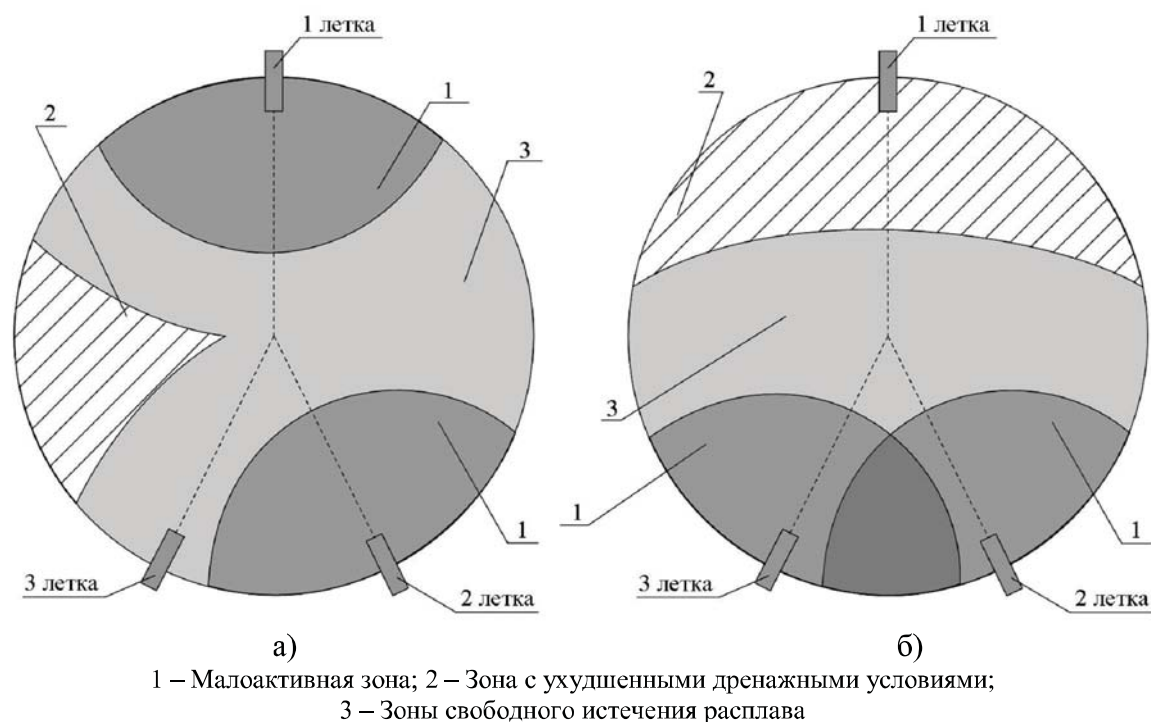 1 летка
1 летка
2
1
2
3
3
1
1
1
3 летка
2 летка
3 летка
2 летка
а)
б)
1 – Малоактивная зона; 2 – Зона с ухудшенными дренажными условиями;
3 – Зоны свободного истечения расплава